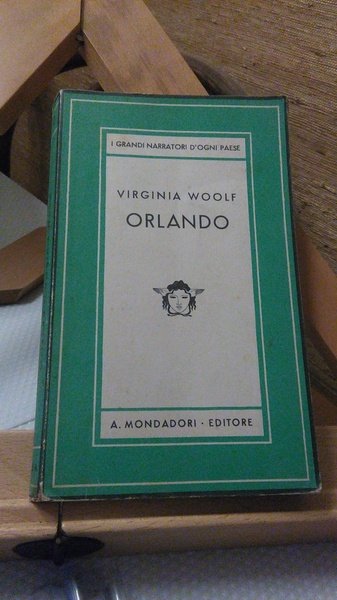 I GRANDI NARRATORI D'OGNI PAESE
VIRGINIA WOOLF
ORLANDO
A. MONDADORI · EDITORE